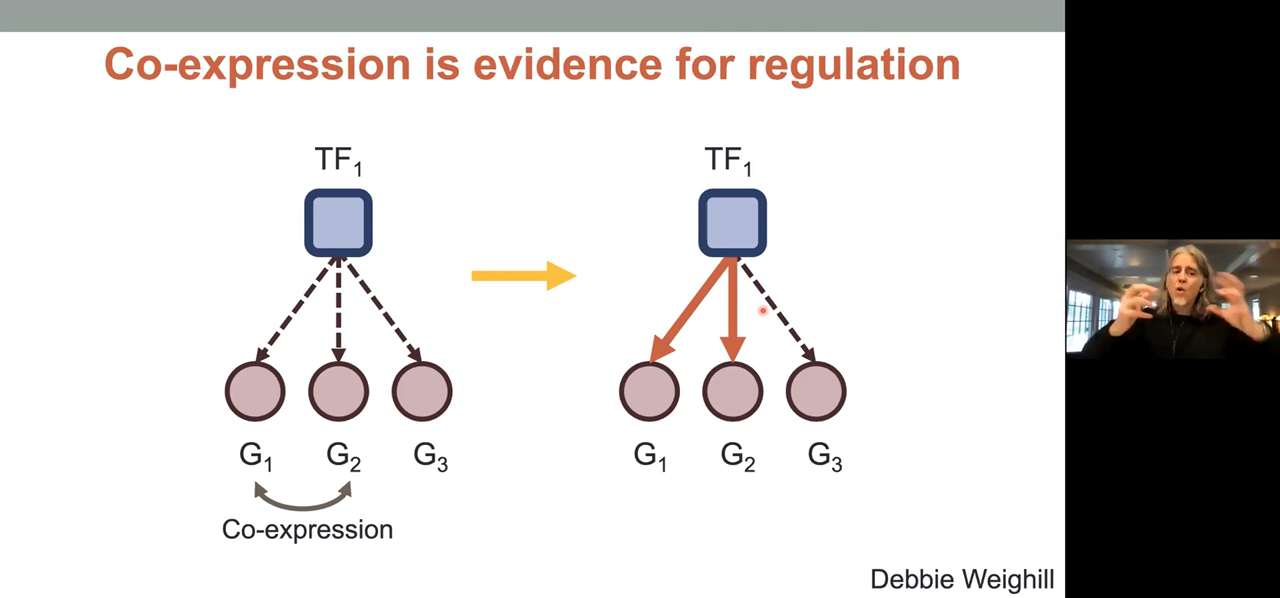 Co-expression is evidence for regulation
TF₁
TF₁
G₁
G₂
G₃
G₁
G₂
G₃
Co-expression
Debbie Weighill